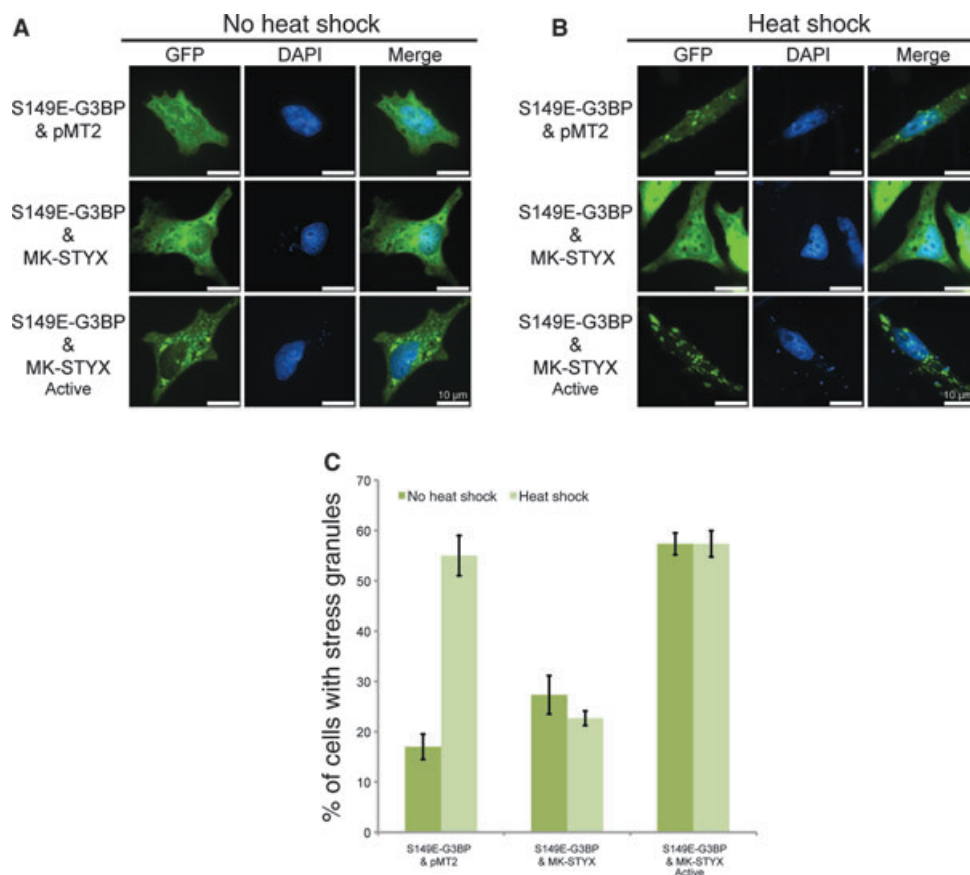 A
No heat shock
GFP DAPI Merge
S149E-G3BP
& pMT2
S149E-G3BP
&
MK-STYX
S149E-G3BP
&
MK-STYX
Active
10 µm
B
Heat shock
GFP DAPI Merge
S149E-G3BP
& pMT2
S149E-G3BP
&
MK-STYX
S149E-G3BP
&
MK-STYX
Active
10 µm
C
% of cells with stress granules
70
60
50
40
30
20
10
0
No heat shock Heat shock
S149E-G3BP
& pMT2
S149E-G3BP
& MK-STYX
S149E-G3BP
& MK-STYX
Active